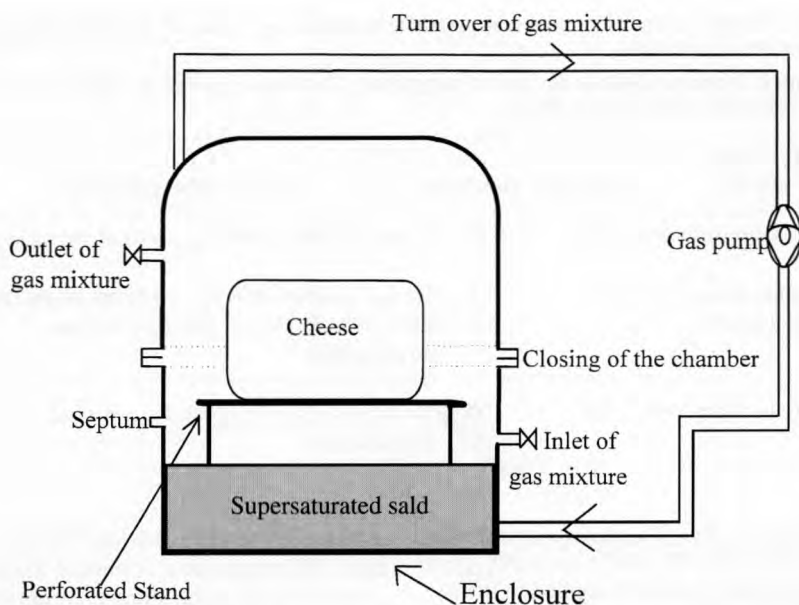 Turn over of gas mixture
Outlet of
gas mixture
Gas pump
Cheese
Closing of the chamber
Septum
Inlet of
gas mixture
Supersaturated sald
Perforated Stand
Enclosure